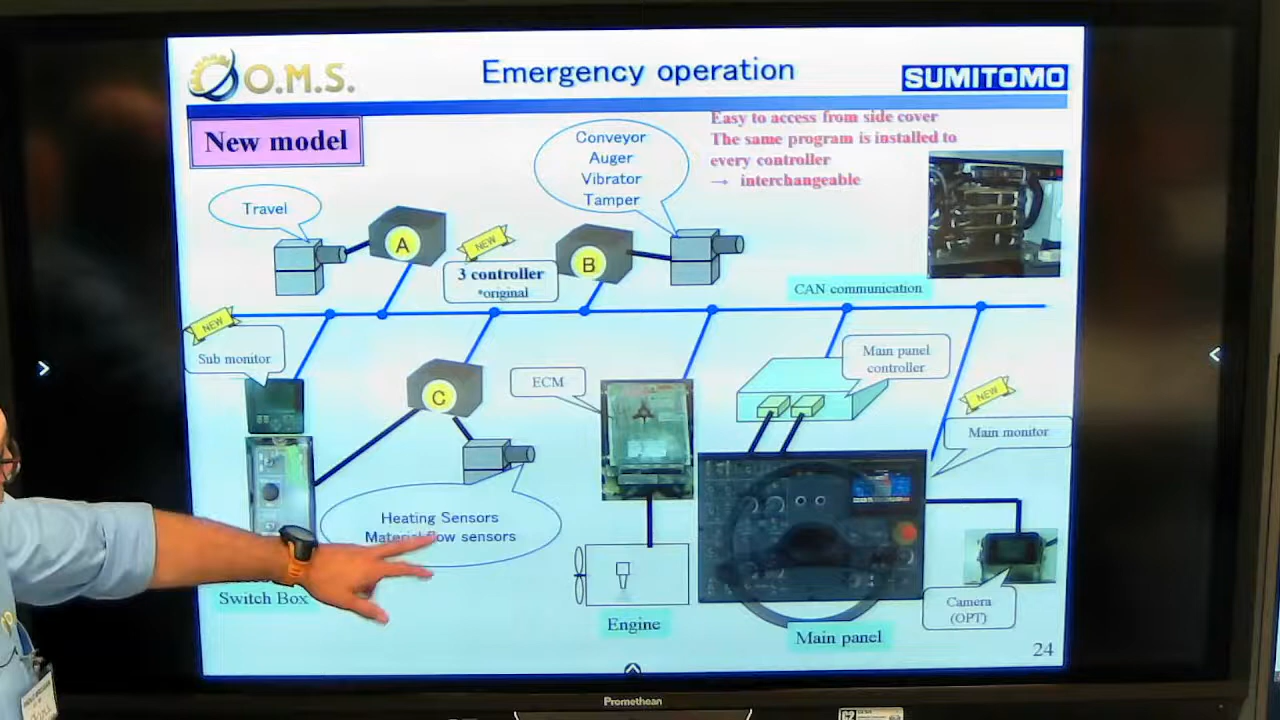 O.M.S.
Emergency operation
SUMITOMO
New model
Easy to access from side cover
The same program is installed to
every controller
→ interchangeable
Conveyor
Auger
Vibrator
Tamper
Travel
A
NEW
B
3 controller
*original
CAN communication
NEW
Sub monitor
C
ECM
Main panel
controller
NEW
Main monitor
Heating Sensors
Material flow sensors
Switch Box
Engine
Main panel
Camera
(OPT)
24
Promethean